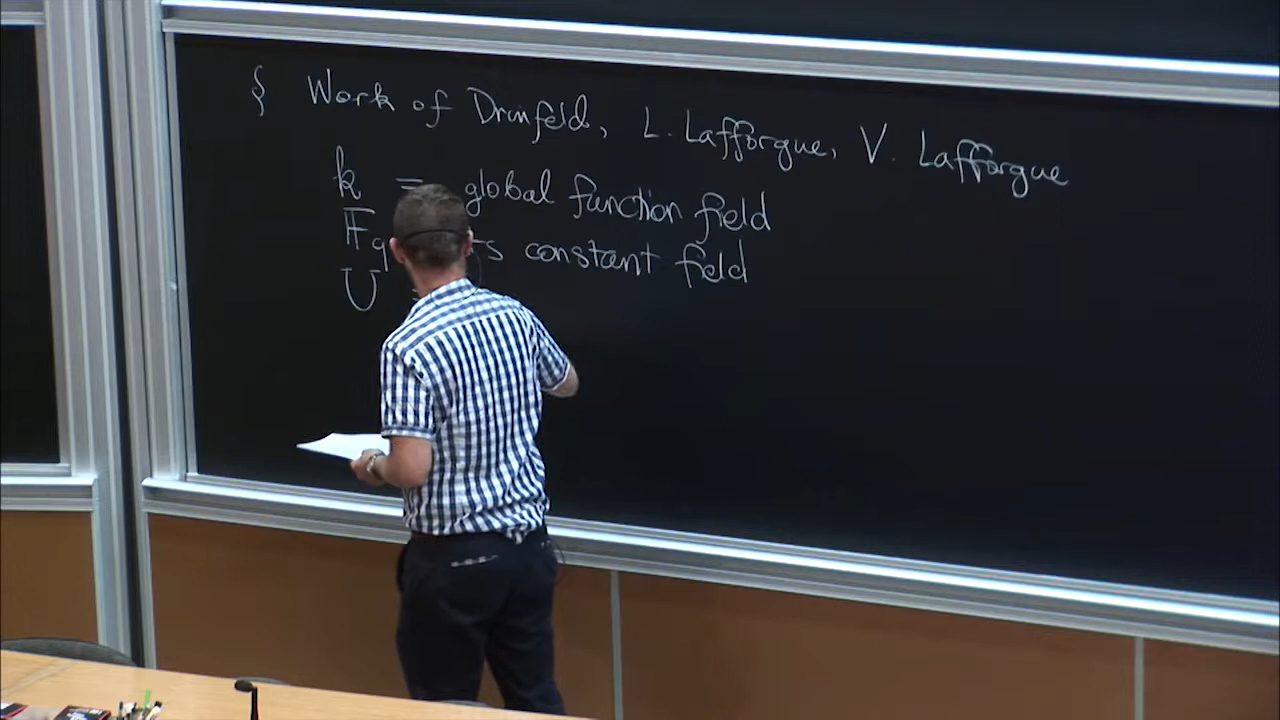 § Work of Drinfeld, L. Lafforgue, V. Lafforgue
k = global function field
𝔽q constant field
U